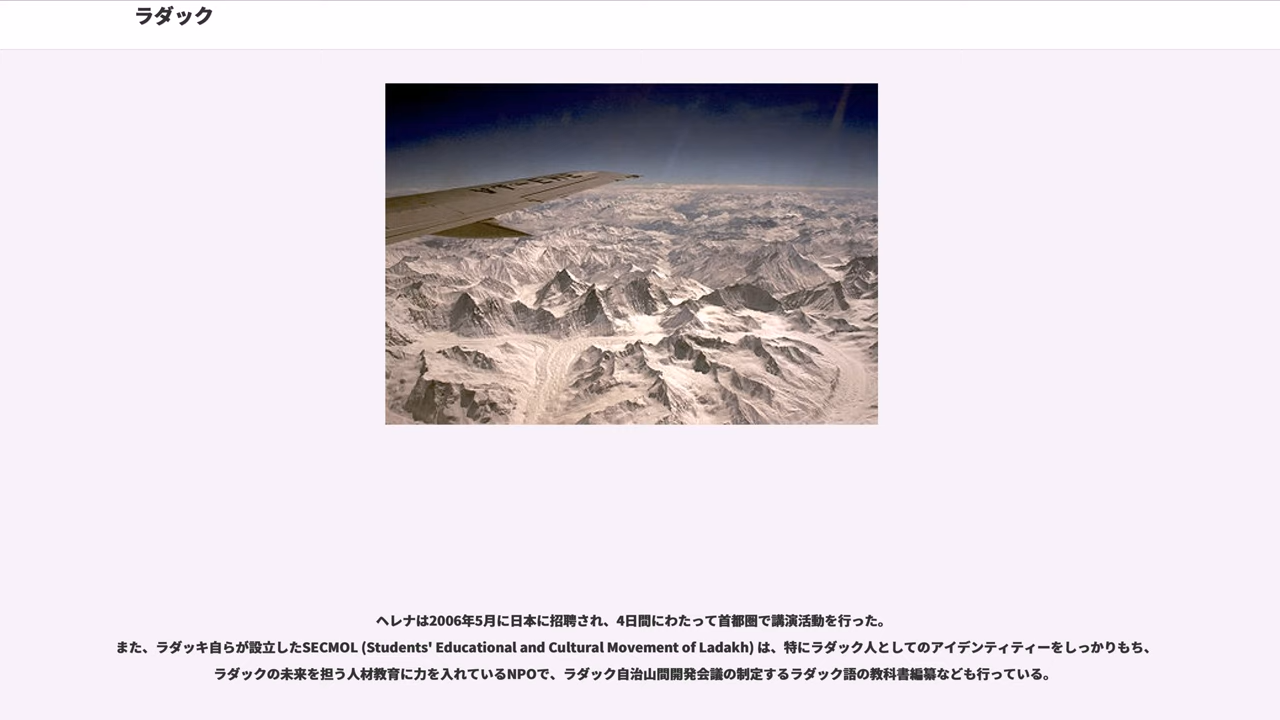 ラダック
ヘレナは2006年5月に日本に招聘され、4日間にわたって首都圏で講演活動を行った。
また、ラダッキ自らが設立したSECMOL (Students' Educational and Cultural Movement of Ladakh) は、特にラダック人としてのアイデンティティーをしっかりもち、
ラダックの未来を担う人材教育に力を入れているNPOで、ラダック自治山間開発会議の制定するラダック語の教科書編纂なども行っている。